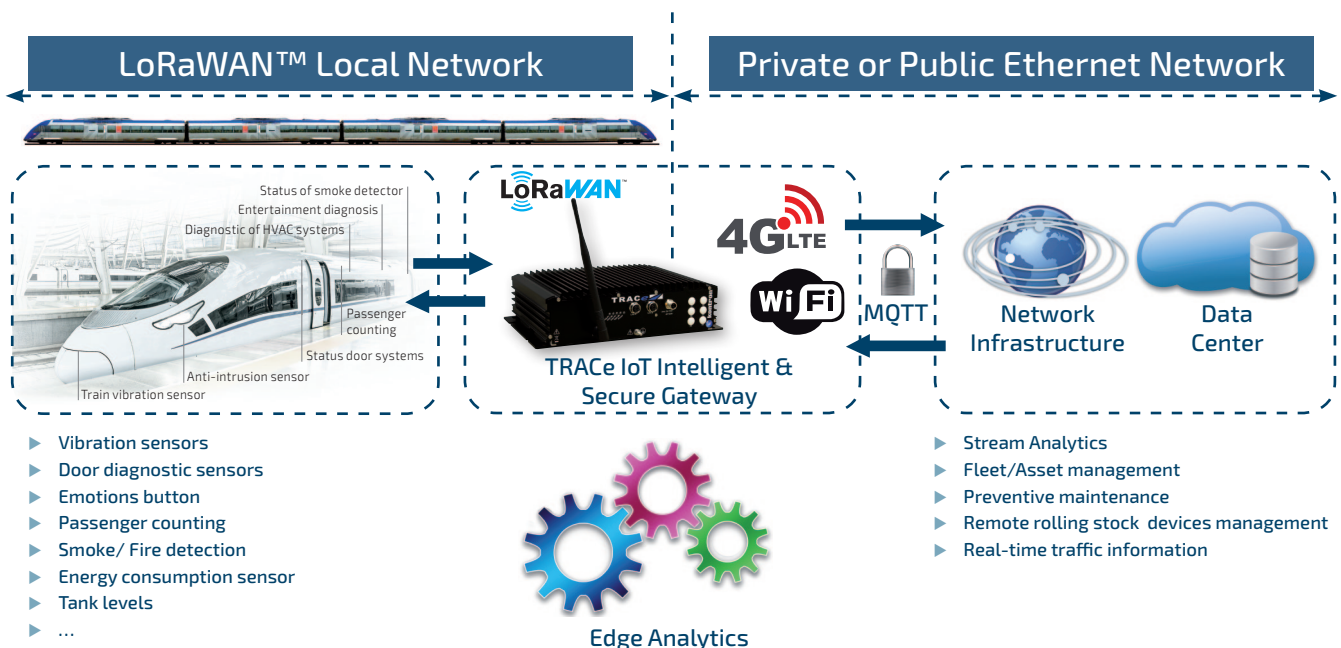 LoRaWAN™ Local Network
Private or Public Ethernet Network
Status of smoke detector
Entertainment diagnosis
Diagnostic of HVAC systems
Passenger
counting
Status door systems
Anti-intrusion sensor
Train vibration sensor
LoRaWAN™
TRACe
4G LTE
WiFi
TRACe IoT Intelligent &
Secure Gateway
MQTT
Network
Infrastructure
Data
Center
Vibration sensors
Door diagnostic sensors
Emotions button
Passenger counting
Smoke/ Fire detection
Energy consumption sensor
Tank levels
...
Edge Analytics
Stream Analytics
Fleet/Asset management
Preventive maintenance
Remote rolling stock devices management
Real-time traffic information